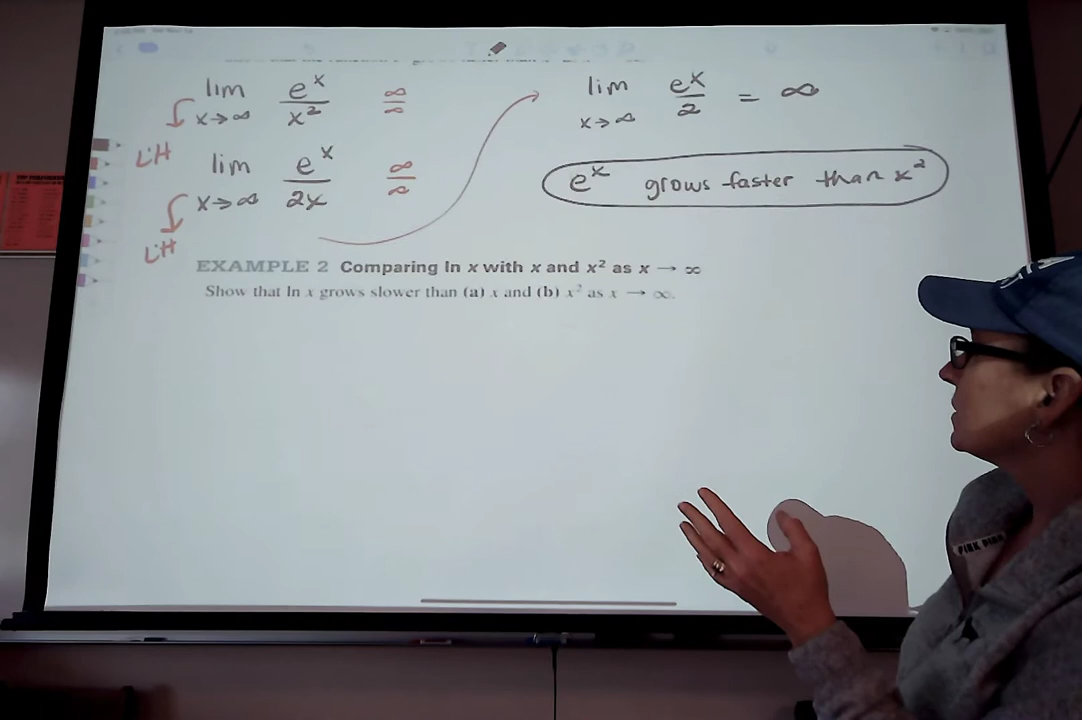 lim x→∞ e^x/x² ∞/∞
L'H
lim x→∞ e^x/2x ∞/∞
L'H
lim x→∞ e^x/2 = ∞
e^x grows faster than x²
EXAMPLE 2 Comparing ln x with x and x² as x → ∞
Show that ln x grows slower than (a) x and (b) x² as x → ∞.
PINK